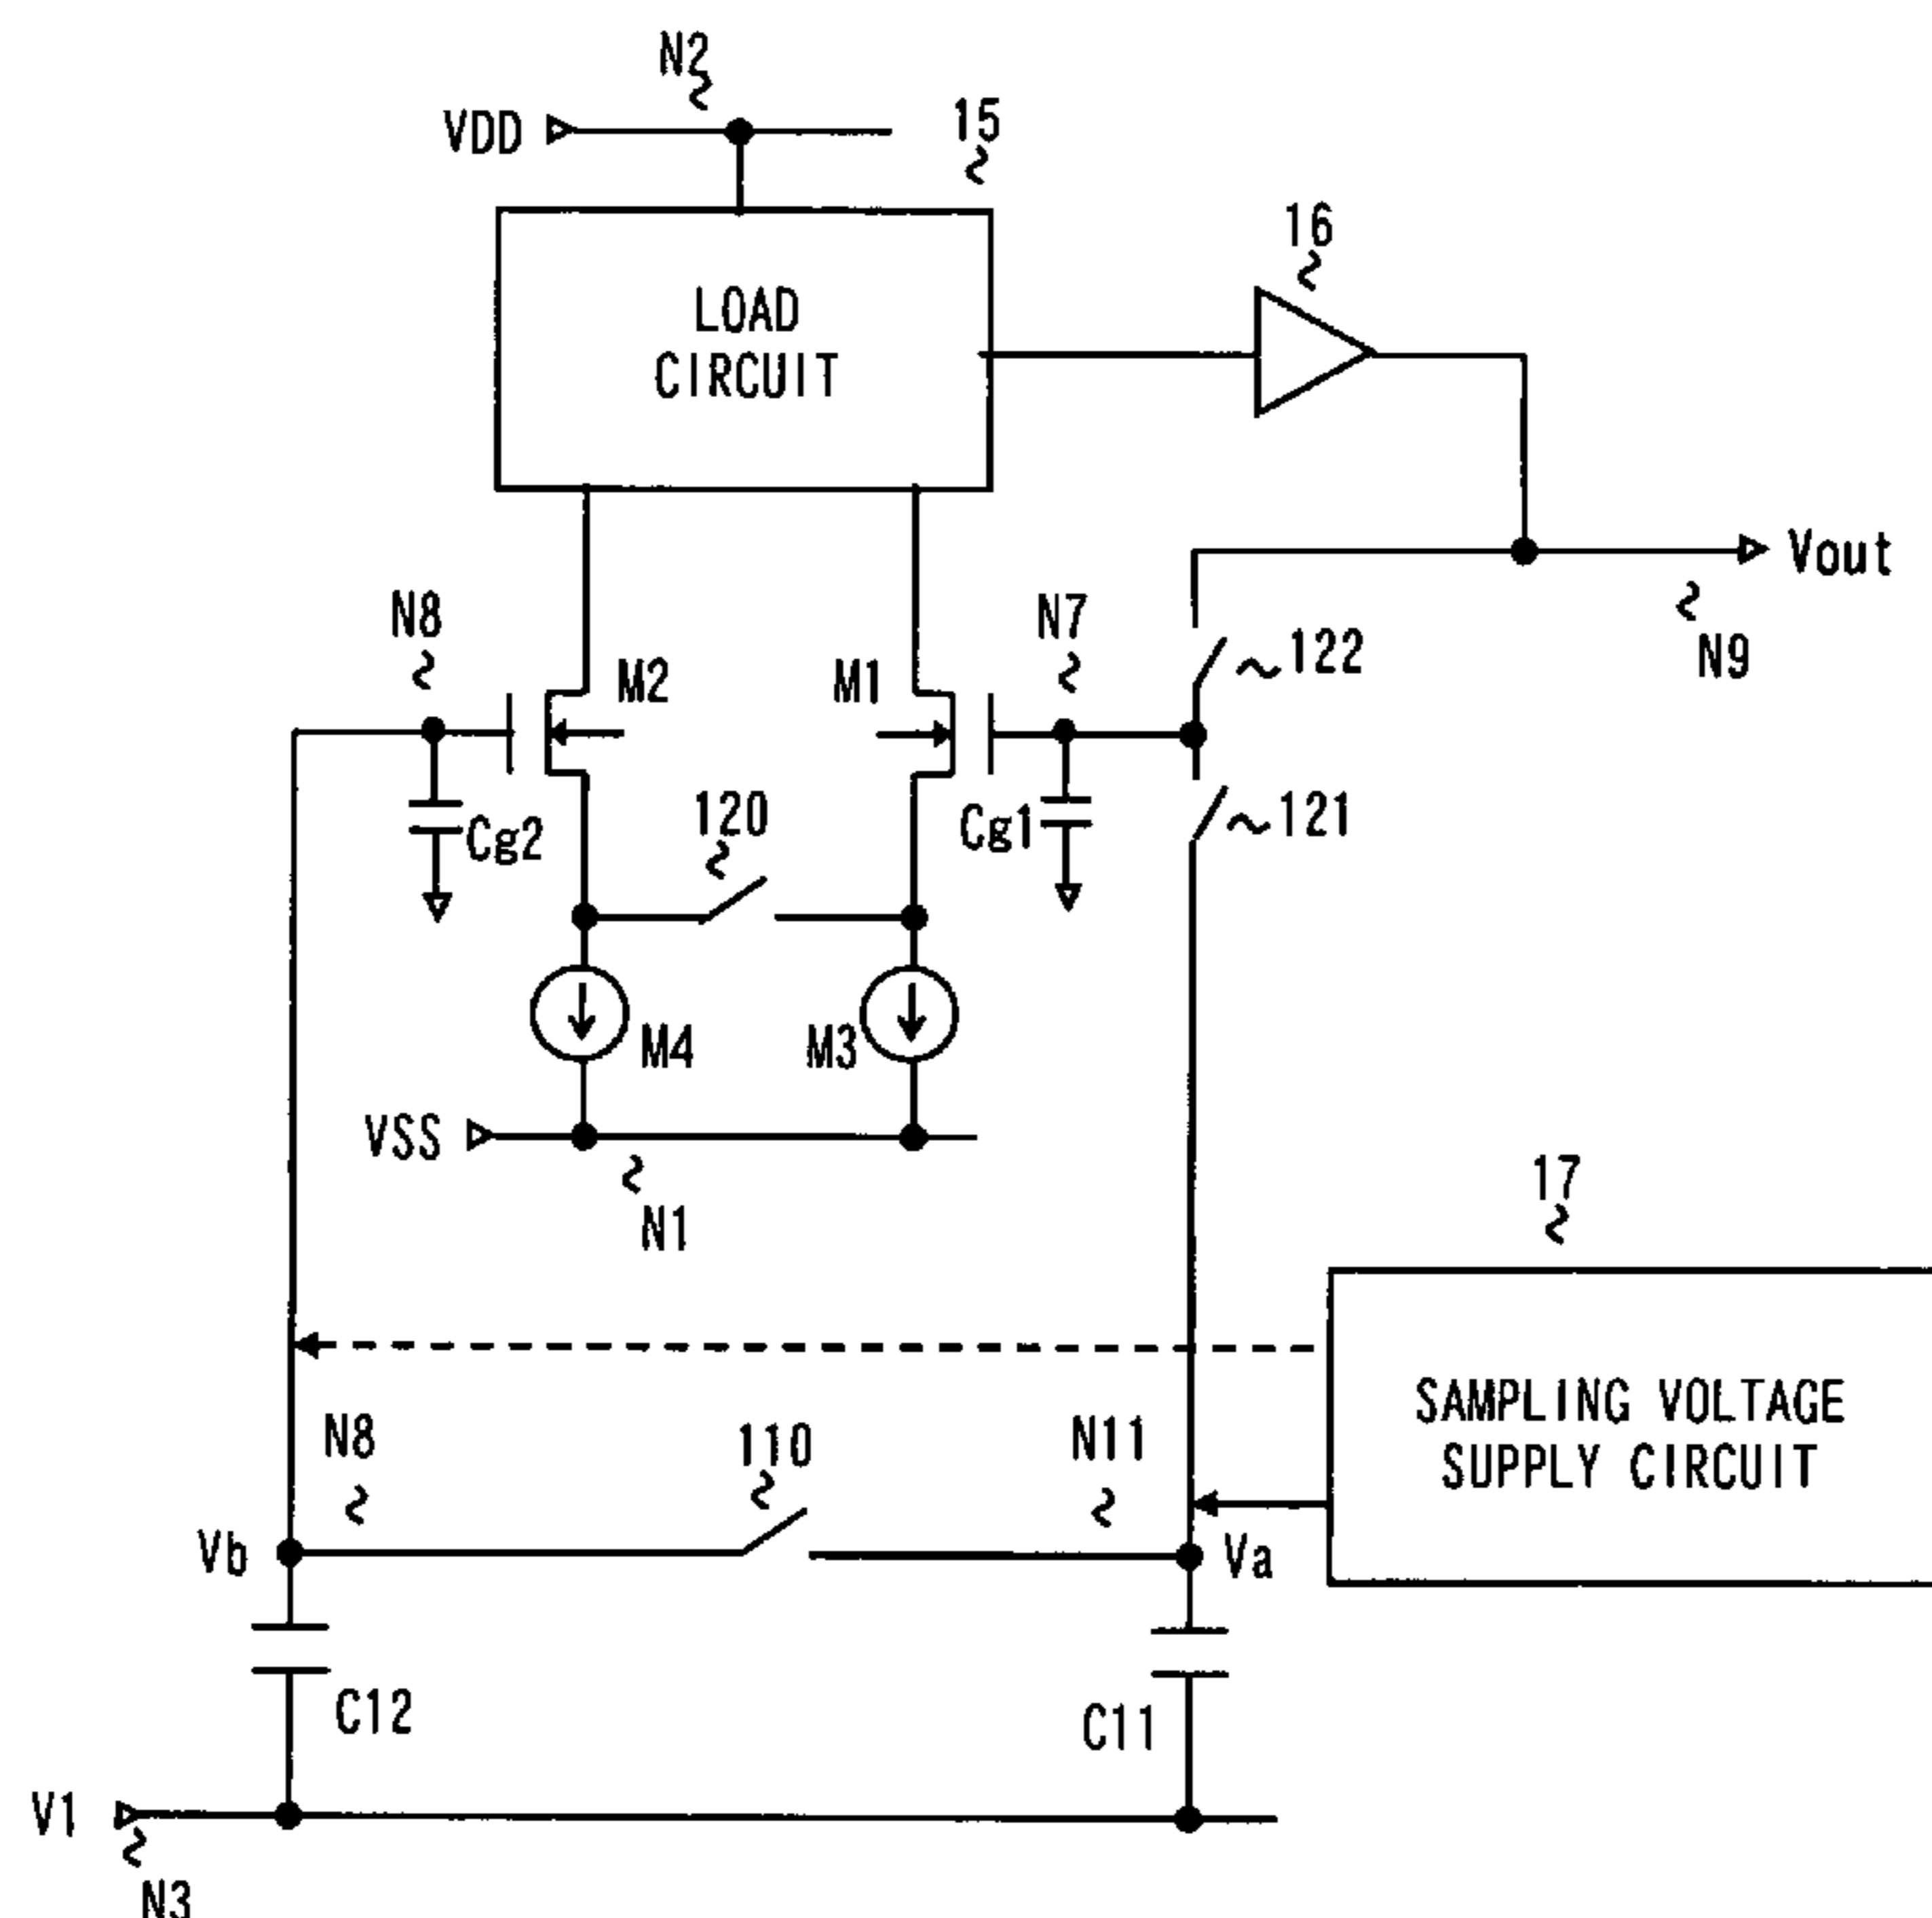 N2
VDD
15
16
LOAD
CIRCUIT
Vout
N8
N7
M2
M1
122
N9
120
Cg2
Cg1
121
M4
M3
VSS
17
N1
SAMPLING VOLTAGE
SUPPLY CIRCUIT
N8
110
N11
Vb
Va
C12
C11
V1
N3